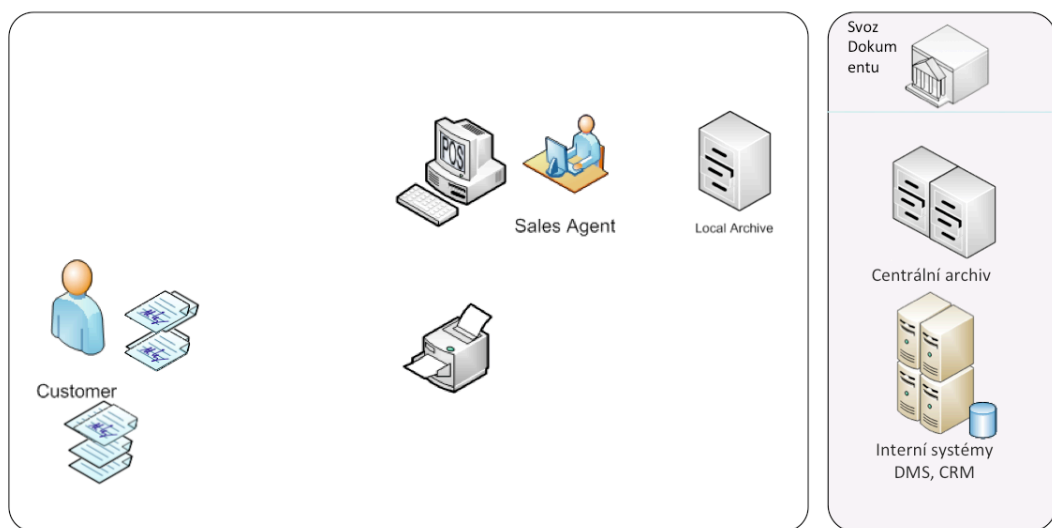 Svoz
Dokum
entu
POS
Sales Agent
Local Archive
Centrální archiv
Customer
Interní systémy
DMS, CRM